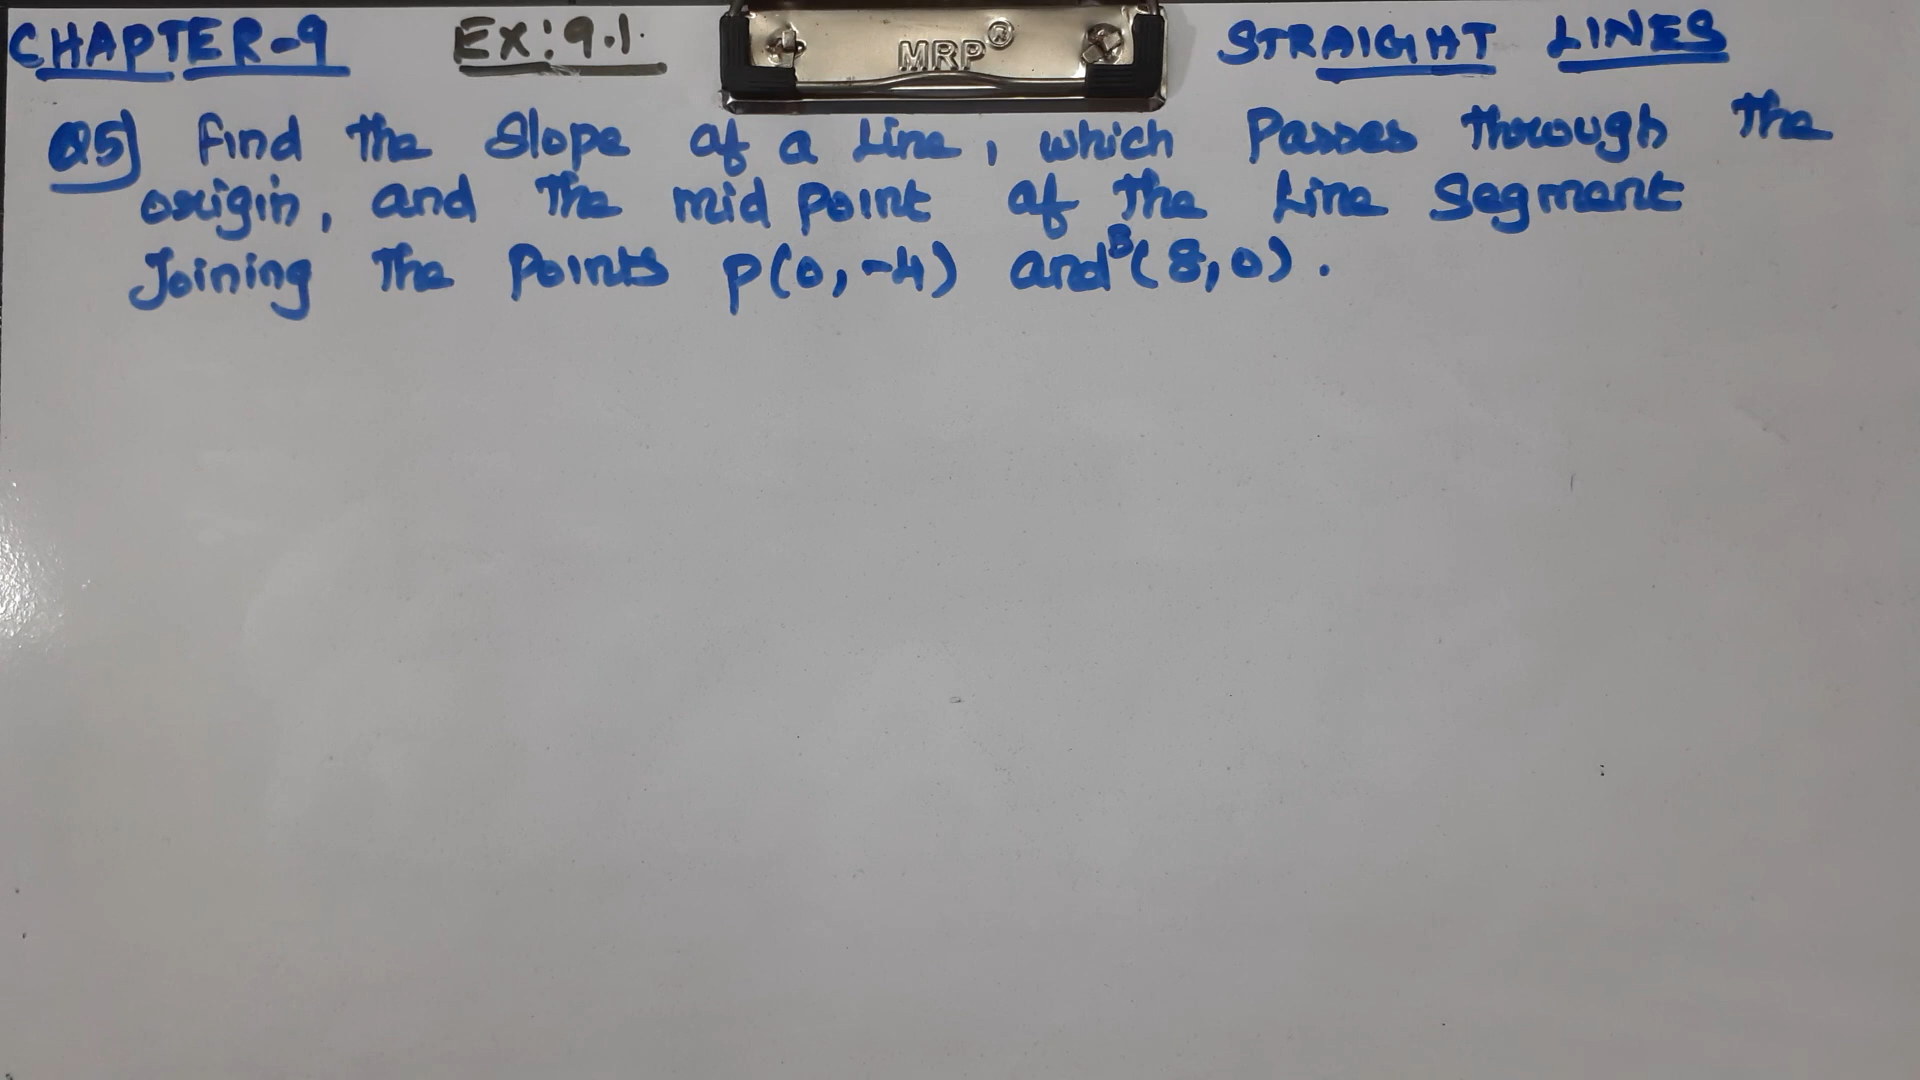 CHAPTER-9 EX:9.1. MRP® STRAIGHT LINES
Q5) Find the Slope of a Line, which Passes through the
origin, and the mid point of the Line Segment
Joining the Points P(0,-4) and B(8,0).